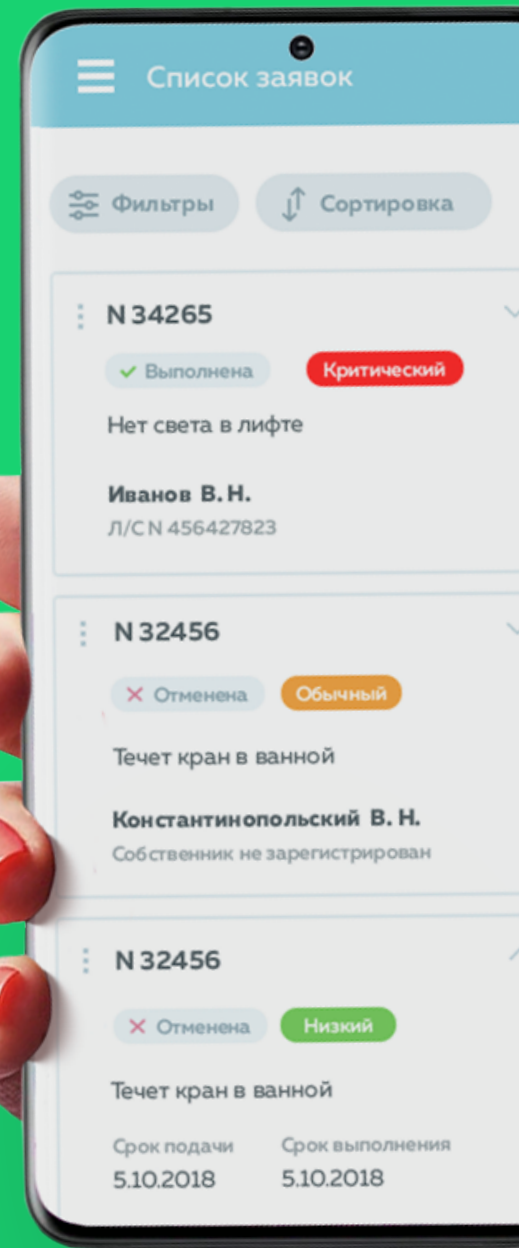 Список заявок
Фильтры Сортировка
N 34265
Выполнена Критический
Нет света в лифте
Иванов В. Н.
Л/С N 456427823
N 32456
Отменена Обычный
Течет кран в ванной
Константинопольский В. Н.
Собственник не зарегистрирован
N 32456
Отменена Низкий
Течет кран в ванной
Срок подачи Срок выполнения
5.10.2018 5.10.2018